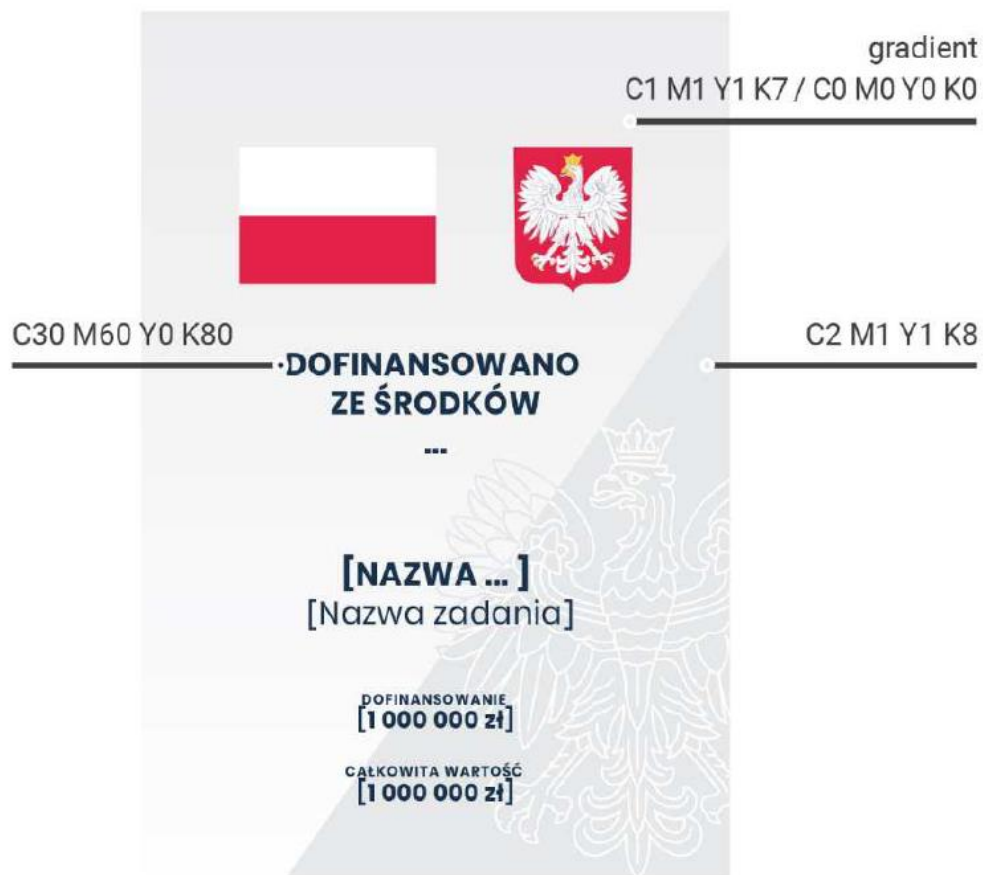 gradient
C1 M1 Y1 K7 / C0 M0 Y0 K0
C30 M60 Y0 K80
C2 M1 Y1 K8
DOFINANSOWANO
ZE ŚRODKÓW
...
[NAZWA ... ]
[Nazwa zadania]
DOFINANSOWANIE
[1 000 000 zł]
CAŁKOWITA WARTOŚĆ
[1 000 000 zł]